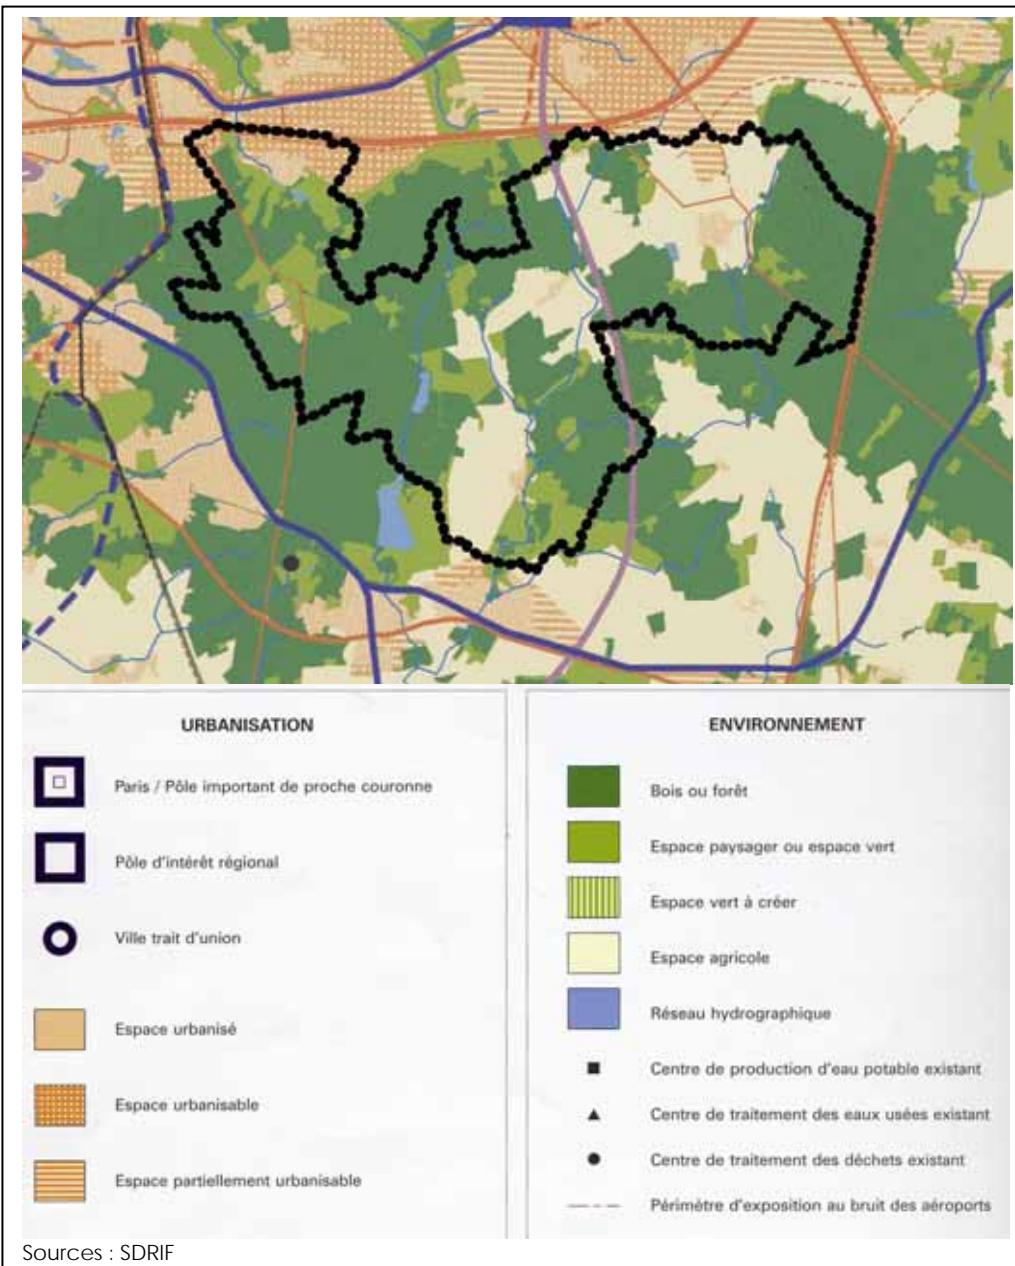 URBANISATION
Paris / Pôle important de proche couronne
Pôle d'intérêt régional
Ville trait d'union
Espace urbanisé
Espace urbanisable
Espace partiellement urbanisable
ENVIRONNEMENT
Bois ou forêt
Espace paysager ou espace vert
Espace vert à créer
Espace agricole
Réseau hydrographique
Centre de production d'eau potable existant
Centre de traitement des eaux usées existant
Centre de traitement des déchets existant
Périmètre d'exposition au bruit des aéroports
Sources : SDRIF